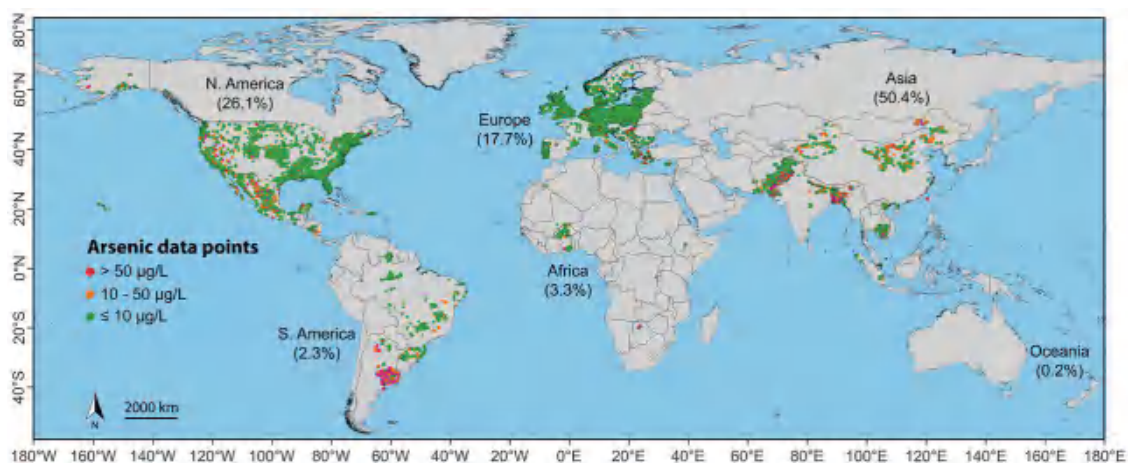 80°N
60°N
40°N
20°N
0°N
20°S
40°S
N. America
(26.1%)
Europe
(17.7%)
Asia
(50.4%)
Africa
(3.3%)
S. America
(2.3%)
Oceania
(0.2%)
Arsenic data points
> 50 µg/L
10 - 50 µg/L
≤ 10 µg/L
N
2000 km
180°W 160°W 140°W 120°W 100°W 80°W 60°W 40°W 20°W 0°E 20°E 40°E 60°E 80°E 100°E 120°E 140°E 160°E 180°E